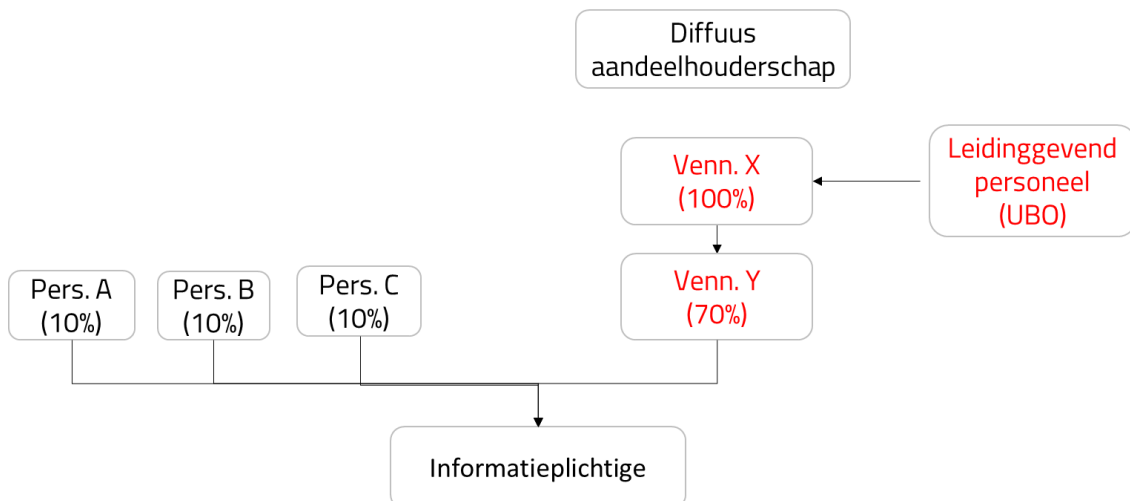 Diffuus
aandeelhouderschap
Venn. X
(100%)
Leidinggevend
personeel
(UBO)
Pers. A
(10%)
Pers. B
(10%)
Pers. C
(10%)
Venn. Y
(70%)
Informatieplichtige